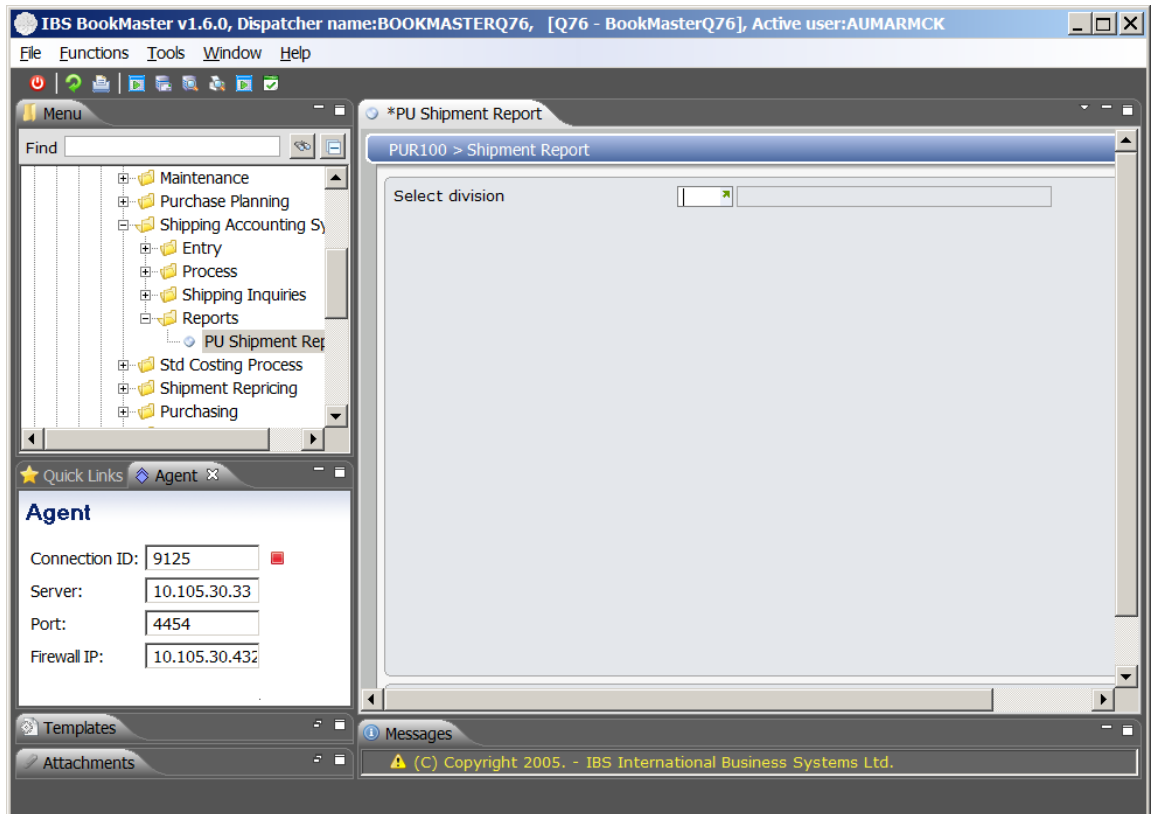 IBS BookMaster v1.6.0, Dispatcher name:BOOKMASTERQ76, [Q76 - BookMasterQ76], Active user:AUMARMCK
File Functions Tools Window Help
Menu
Find
Maintenance
Purchase Planning
Shipping Accounting Sy
Entry
Process
Shipping Inquiries
Reports
PU Shipment Rep
Std Costing Process
Shipment Repricing
Purchasing
Quick Links Agent
Agent
Connection ID: 9125
Server: 10.105.30.33
Port: 4454
Firewall IP: 10.105.30.432
Templates
Attachments
*PU Shipment Report
PUR100 > Shipment Report
Select division
Messages
(C) Copyright 2005. - IBS International Business Systems Ltd.